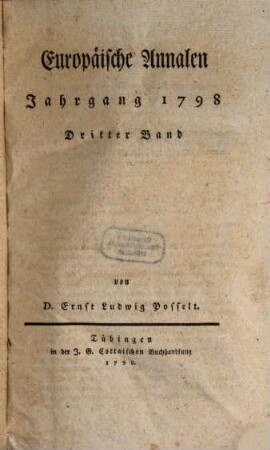 Europäische Annalen
Jahrgang 1798
Dritter Band
von
D. Ernst Ludwig Posselt.
Tübingen
in der J. G. Cottaischen Buchhandlung